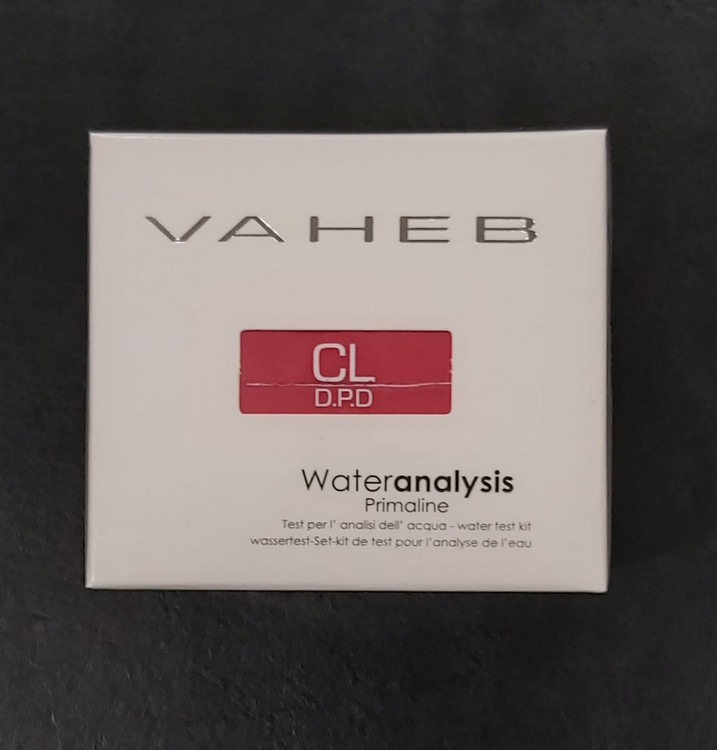 VAHEB
CL
D.P.D
Wateranalysis
Primaline
Test per l' analisi dell' acqua - water test kit
wassertest-Set-kit de test pour l'analyse de l'eau